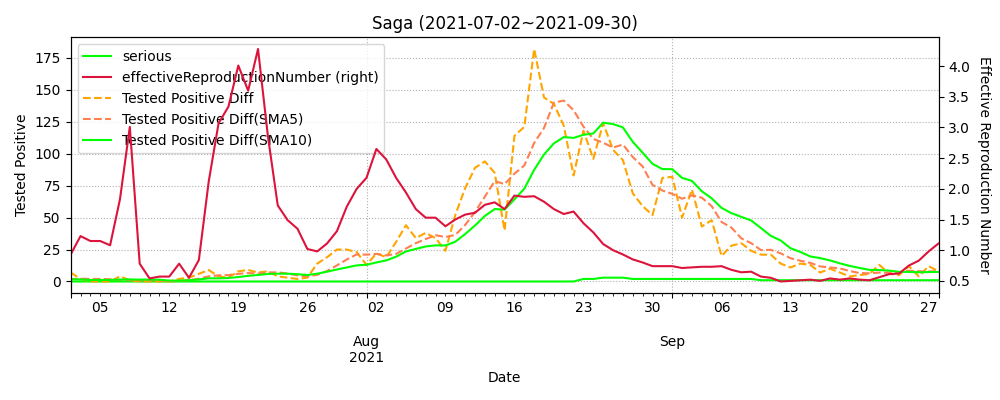 Saga (2021-07-02~2021-09-30)
serious
effectiveReproductionNumber (right)
Tested Positive Diff
Tested Positive Diff(SMA5)
Tested Positive Diff(SMA10)
Tested Positive
175
150
125
100
75
50
25
0
4.0
3.5
3.0
2.5
2.0
1.5
1.0
0.5
Effective Reproduction Number
05 12 19 26 02 09 16 23 30 06 13 20 27
Aug Sep
2021
Date